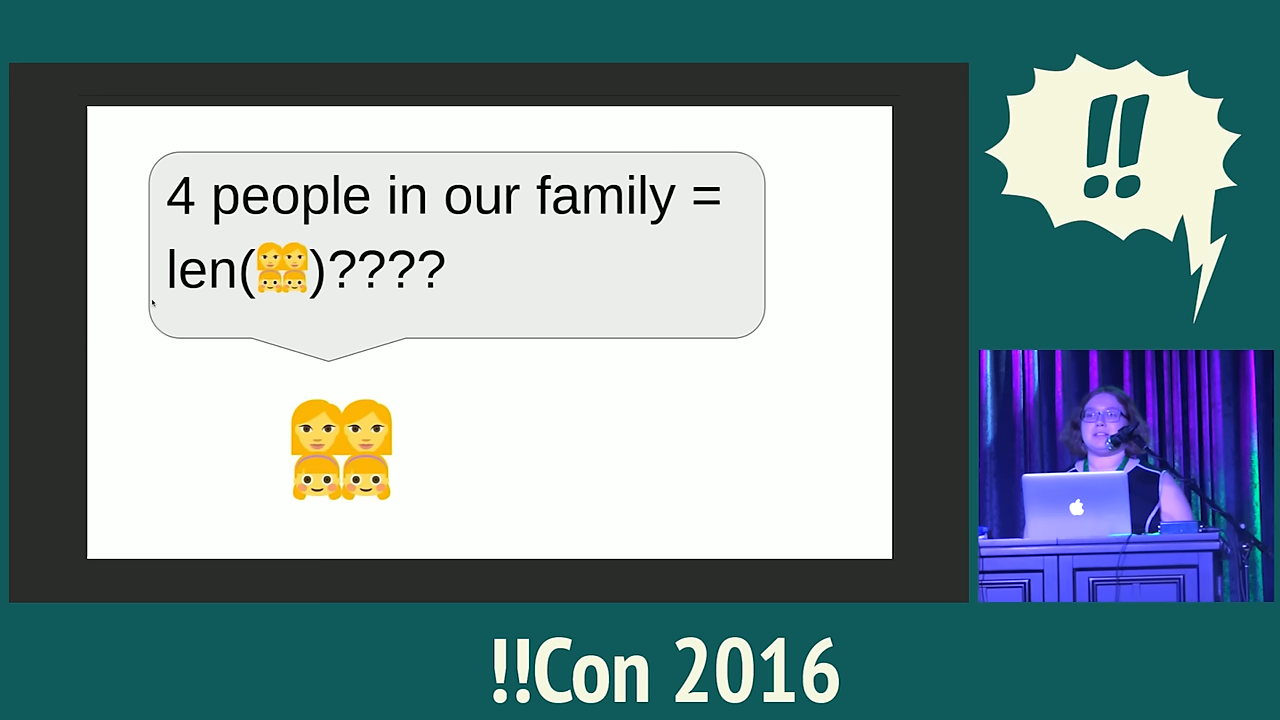 4 people in our family =
len(👩‍👩‍👧‍👧)????
!!
!!Con 2016